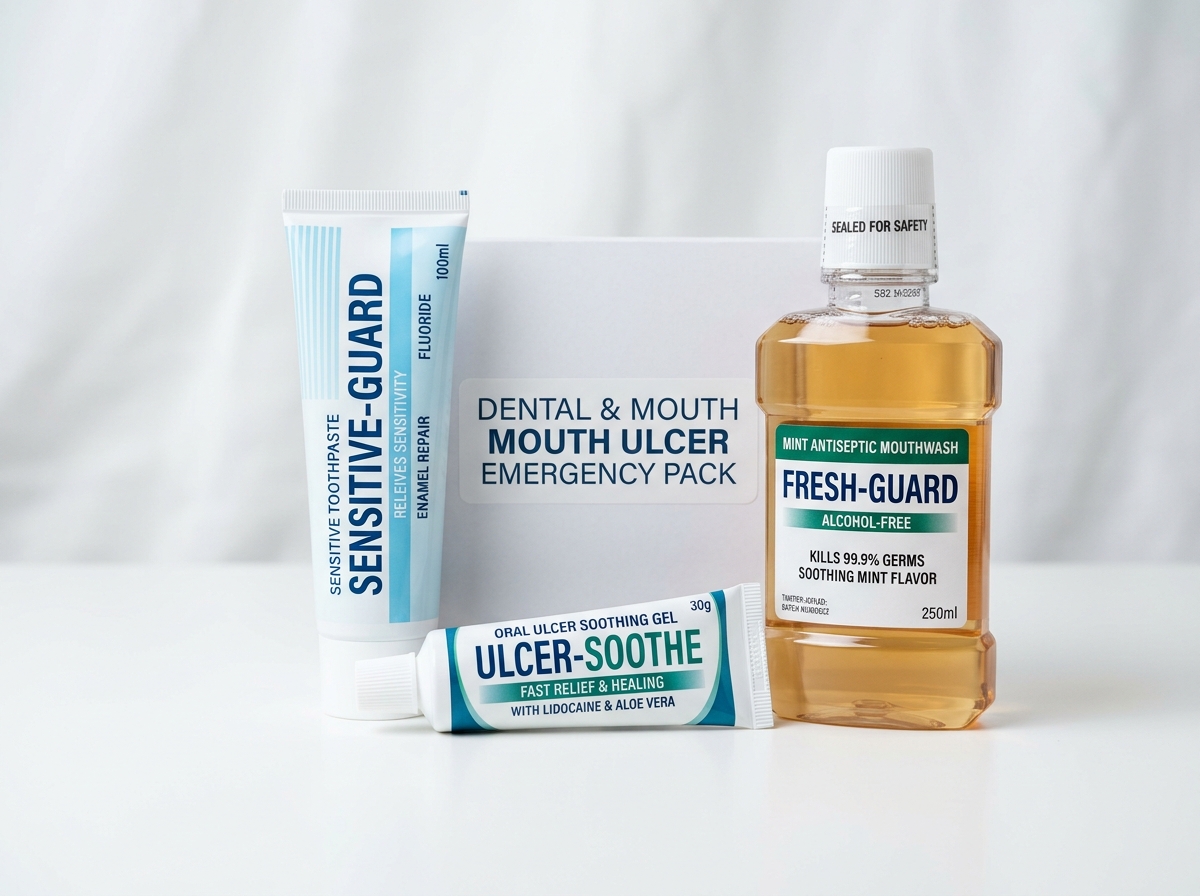 SENSITIVE TOOTHPASTE
SENSITIVE-GUARD
RELEIVES SENSITIVITY
ENAMEL REPAIR FLUORIDE
100ml
DENTAL & MOUTH
MOUTH ULCER
EMERGENCY PACK
ORAL ULCER SOOTHING GEL
30g
ULCER-SOOTHE
FAST RELIEF & HEALING
WITH LIDOCAINE & ALOE VERA
SEALED FOR SAFETY
582
MINT ANTISEPTIC MOUTHWASH
FRESH-GUARD
ALCOHOL-FREE
KILLS 99.9% GERMS
SOOTHING MINT FLAVOR
250ml